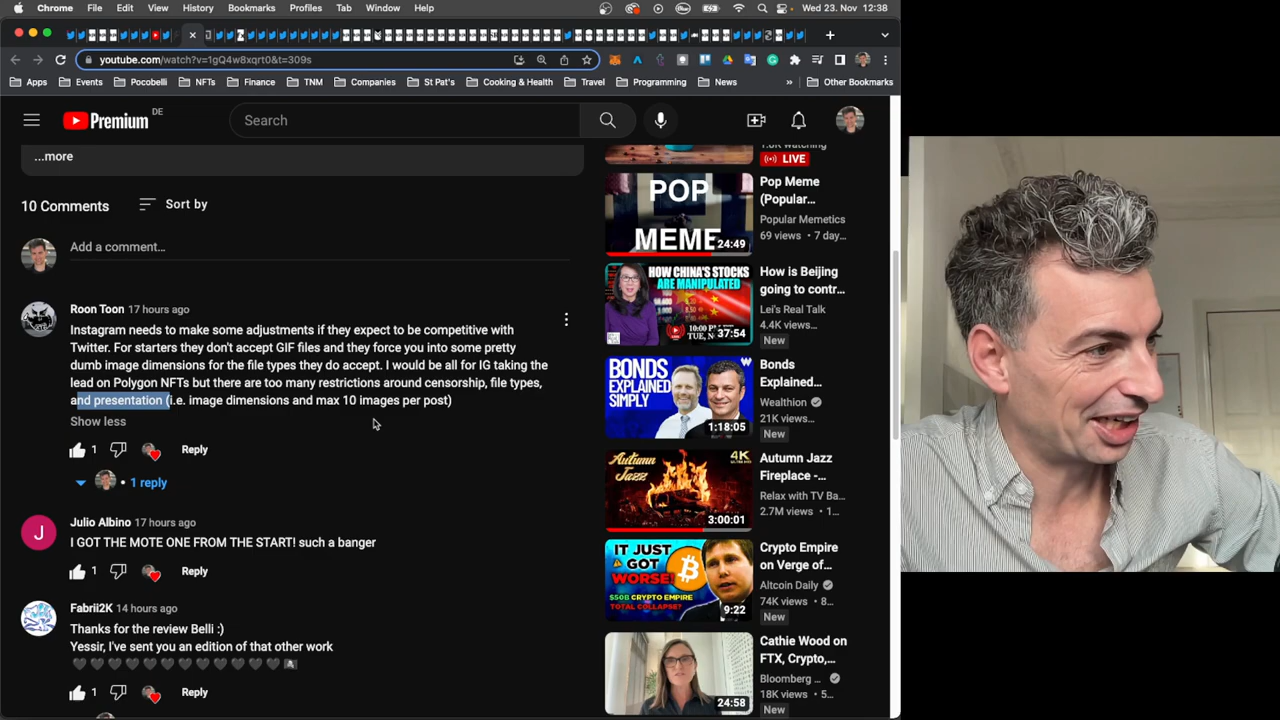 Chrome File Edit View History Bookmarks Profiles Tab Window Help Wed 23. Nov 12:38
youtube.com/watch?v=1gQ4w8xqrt0&t=309s
Apps Events Pocobelli NFTs Finance TNM Companies St Pat's Cooking & Health Travel Programming News » Other Bookmarks
Premium DE
Search
...more
10 Comments Sort by
Add a comment...
Roon Toon 17 hours ago
Instagram needs to make some adjustments if they expect to be competitive with
Twitter. For starters they don't accept GIF files and they force you into some pretty
dumb image dimensions for the file types they do accept. I would be all for IG taking the
lead on Polygon NFTs but there are too many restrictions around censorship, file types,
and presentation (i.e. image dimensions and max 10 images per post)
Show less
1 Reply
1 reply
J
Julio Albino 17 hours ago
I GOT THE MOTE ONE FROM THE START! such a banger
1 Reply
Fabrii2K 14 hours ago
Thanks for the review Belli :)
Yessir, I've sent you an edition of that other work
1 Reply
1.8K watching
LIVE
POP
MEME
24:49
Pop Meme
(Popular...
Popular Memetics
69 views • 7 day...
HOW CHINA'S STOCKS
ARE MANIPULATED
10:00 PM
37:54
How is Beijing
going to contr...
Lei's Real Talk
4.4K views •
New
BONDS
EXPLAINED
SIMPLY
W
1:18:05
Bonds
Explained...
Wealthion
21K views •
New
Autumn
Jazz
4K
3:00:01
Autumn Jazz
Fireplace -...
Relax with TV Ba...
2.7M views • 1...
IT JUST
GOT
WORSE!
$50B CRYPTO EMPIRE
TOTAL COLLAPSE?
9:22
Crypto Empire
on Verge of...
Altcoin Daily
74K views • 8...
New
24:58
Cathie Wood on
FTX, Crypto,...
Bloomberg ...
18K views • 5...
New